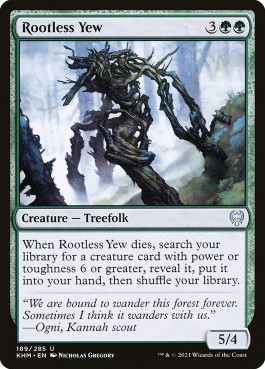 Rootless Yew 3
Creature — Treefolk
When Rootless Yew dies, search your
library for a creature card with power or
toughness 6 or greater, reveal it, put it
into your hand, then shuffle your library.
“We are bound to wander this forest forever.
Sometimes I think it wanders with us.”
—Ogni, Kannah scout
5/4
189/285 U
KHM • EN Nicholas Gregory
™ & © 2021 Wizards of the Coast